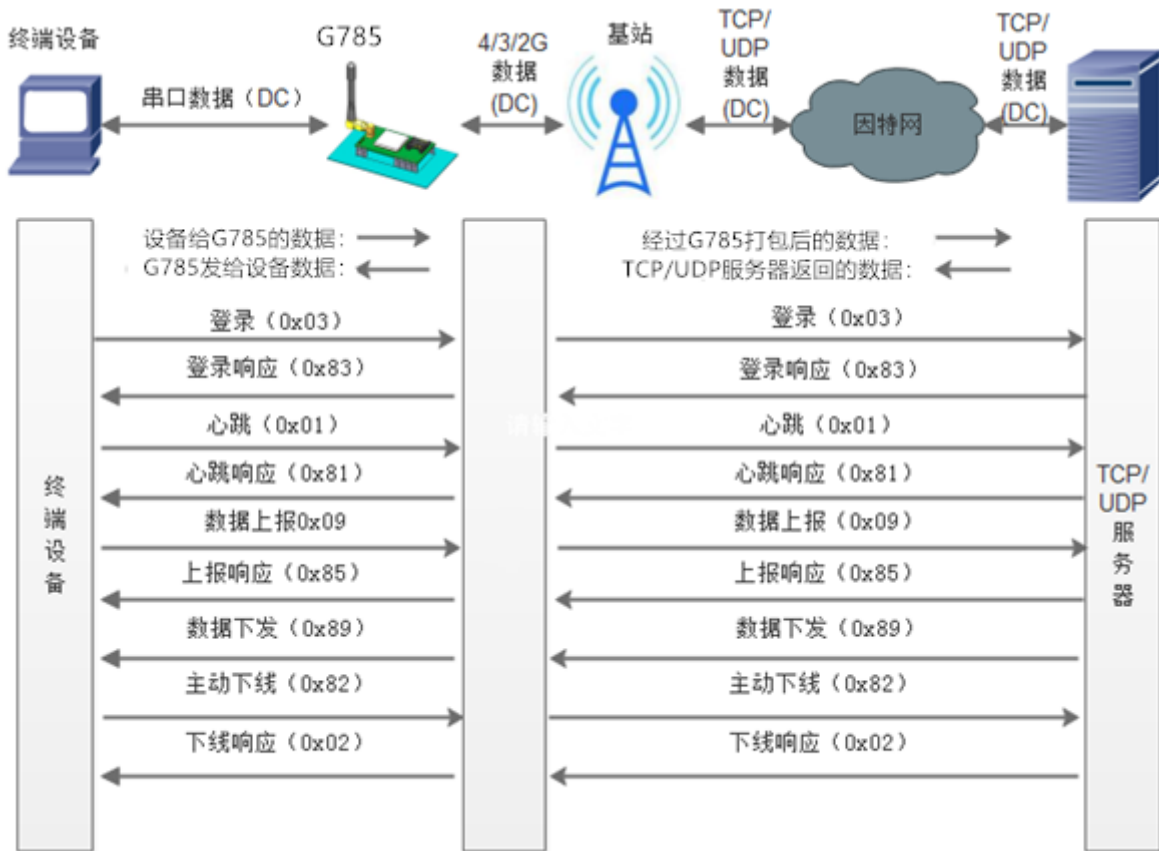 终端设备
G785
4/3/2G
数据
(DC)
基站
TCP/
UDP
数据
(DC)
TCP/
UDP
数据
(DC)
串口数据（DC）
因特网
设备给G785的数据：
G785发给设备数据：
经过G785打包后的数据：
TCP/UDP服务器返回的数据：
登录（0x03）
登录（0x03）
登录响应（0x83）
登录响应（0x83）
心跳（0x01）
心跳（0x01）
心跳响应（0x81）
心跳响应（0x81）
数据上报0x09
数据上报（0x09）
上报响应（0x85）
上报响应（0x85）
数据下发（0x89）
数据下发（0x89）
主动下线（0x82）
主动下线（0x82）
下线响应（0x02）
下线响应（0x02）
终
端
设
备
TCP/
UDP
服
务
器